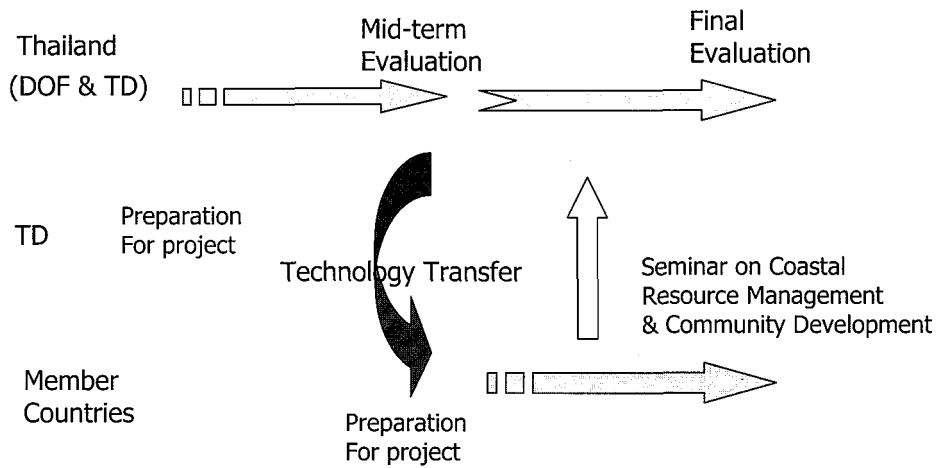 Thailand
(DOF & TD)
Mid-term
Evaluation
Final
Evaluation
TD
Preparation
For project
Technology Transfer
Seminar on Coastal
Resource Management
& Community Development
Member
Countries
Preparation
For project